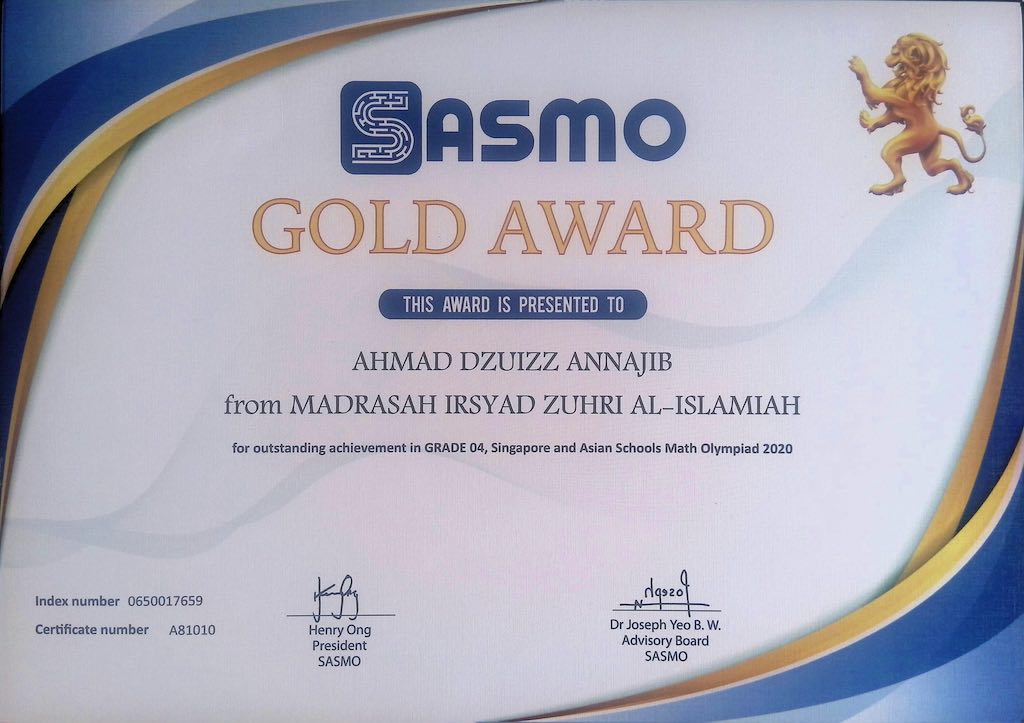 SASMO
GOLD AWARD
THIS AWARD IS PRESENTED TO
AHMAD DZUIZZ ANNAJIB
from MADRASAH IRSYAD ZUHRI AL-ISLAMIAH
for outstanding achievement in GRADE 04, Singapore and Asian Schools Math Olympiad 2020
Index number 0650017659
Certificate number A81010
Henry Ong
President
SASMO
Dr Joseph Yeo B. W.
Advisory Board
SASMO